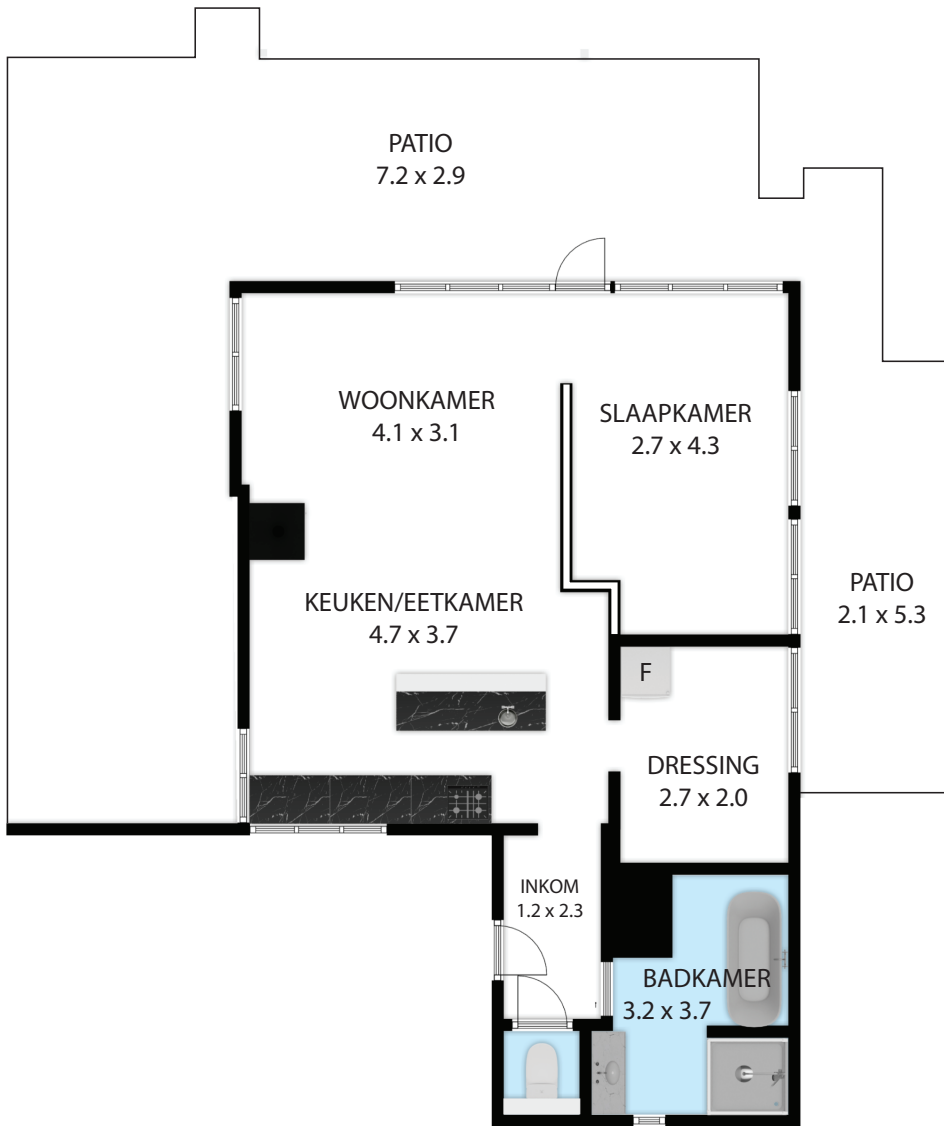 PATIO
7.2 x 2.9
WOONKAMER
4.1 x 3.1
SLAAPKAMER
2.7 x 4.3
KEUKEN/EETKAMER
4.7 x 3.7
PATIO
2.1 x 5.3
F
DRESSING
2.7 x 2.0
INKOM
1.2 x 2.3
BADKAMER
3.2 x 3.7